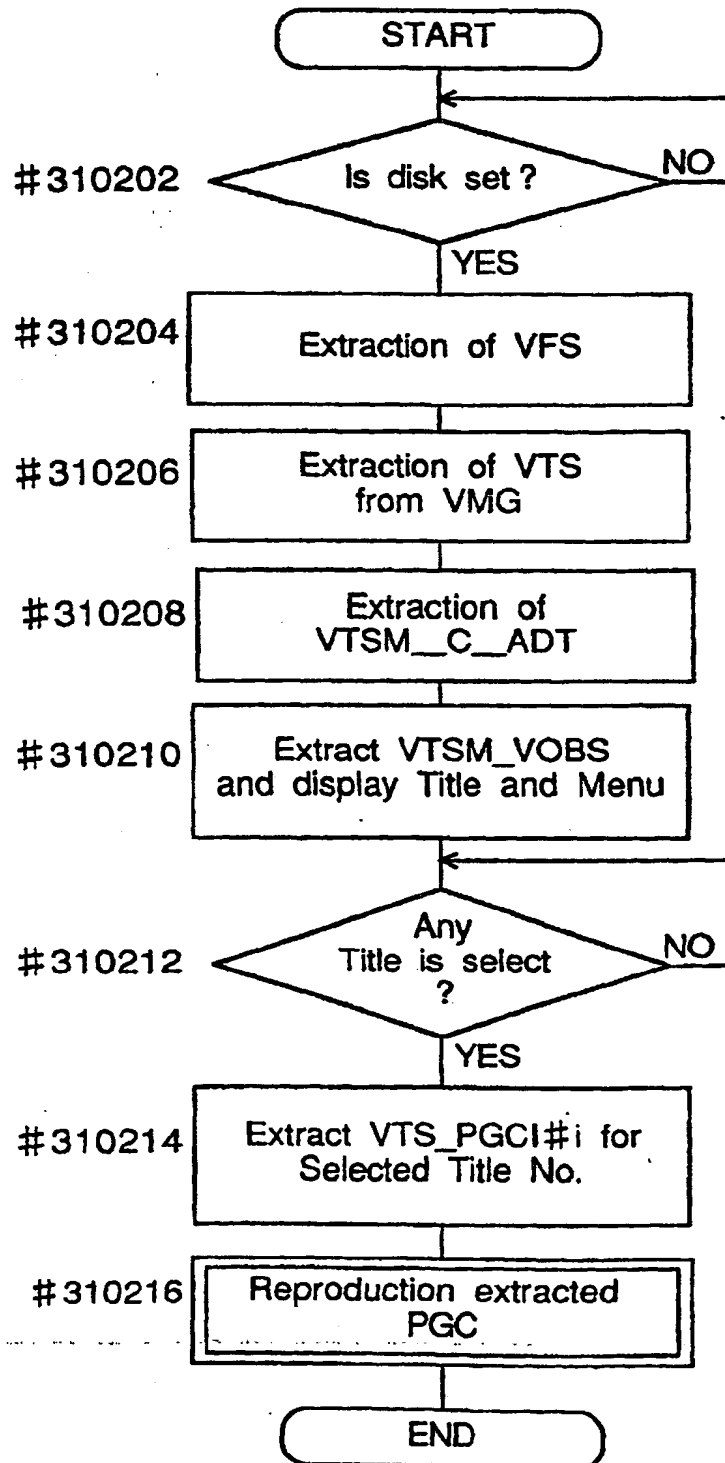 START
#310202
Is disk set ?
NO
YES
#310204
Extraction of VFS
#310206
Extraction of VTS
from VMG
#310208
Extraction of
VTSM__C__ADT
#310210
Extract VTSM_VOBS
and display Title and Menu
#310212
Any
Title is select
?
NO
YES
#310214
Extract VTS_PGCI#i for
Selected Title No.
#310216
Reproduction extracted
PGC
END